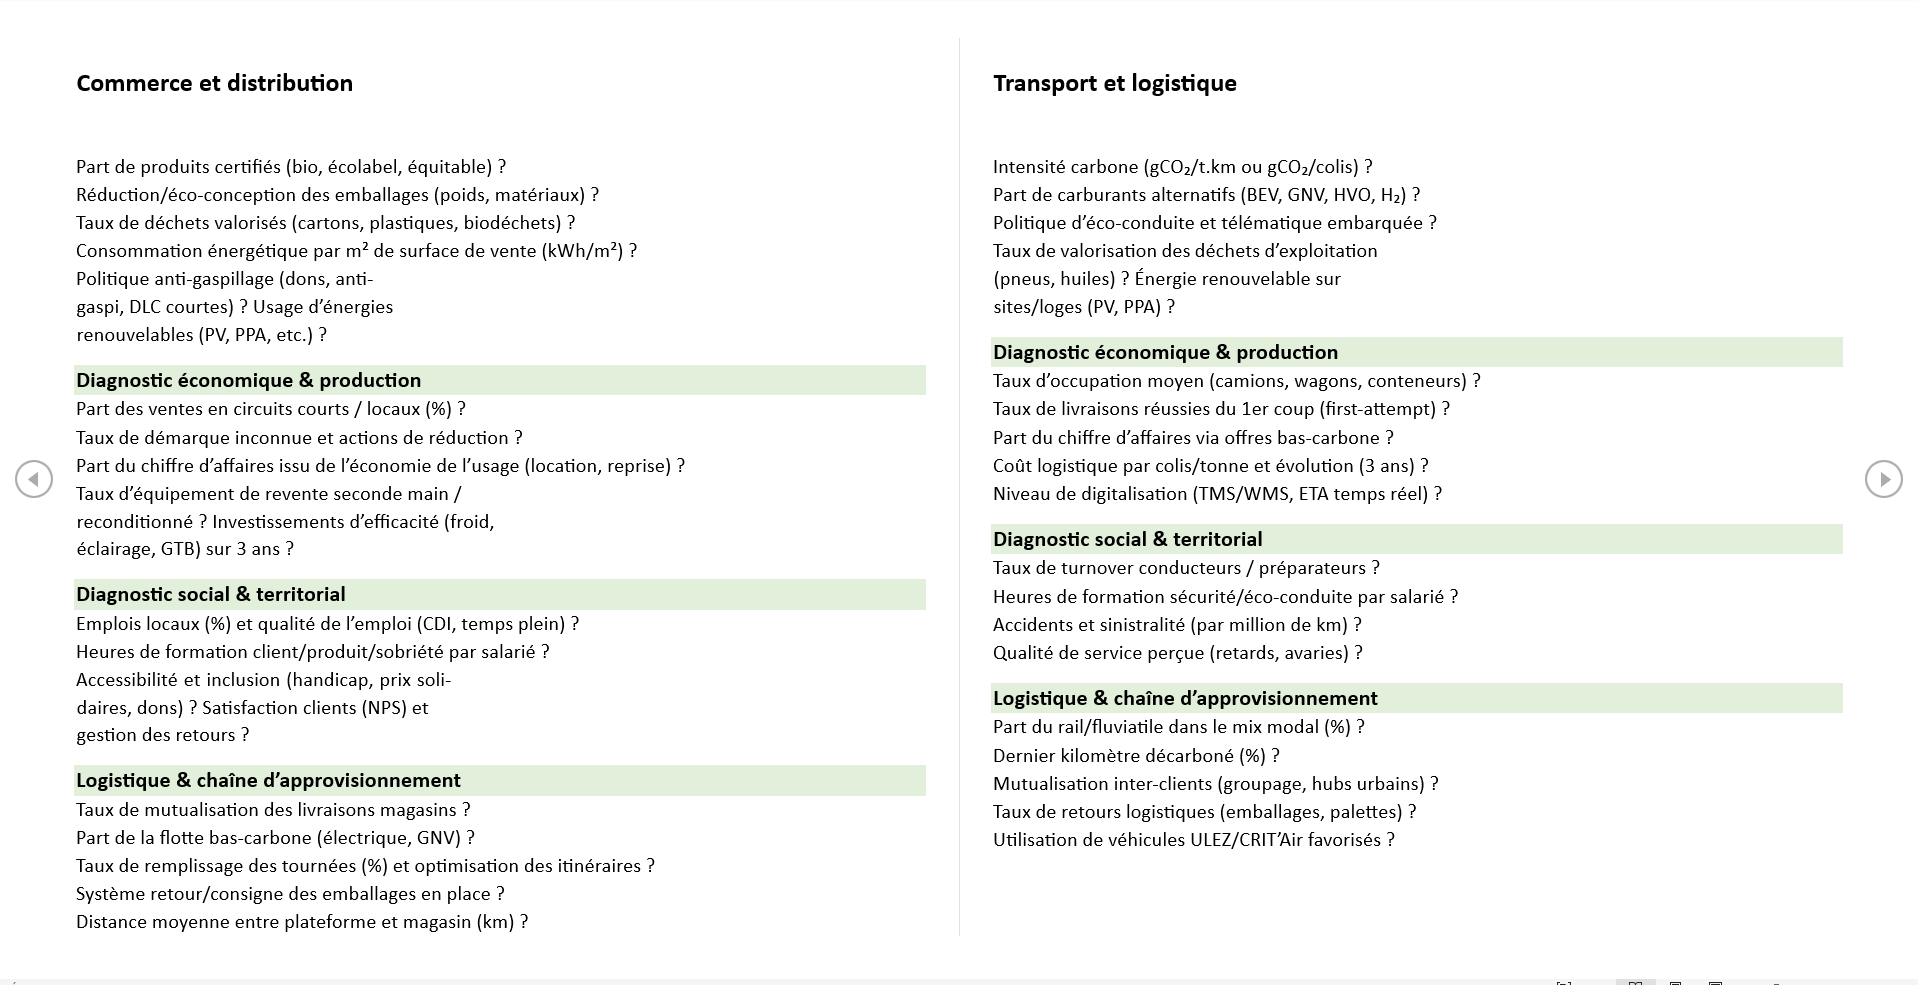 Commerce et distribution
Part de produits certifiés (bio, écolabel, équitable) ?
Réduction/éco-conception des emballages (poids, matériaux) ?
Taux de déchets valorisés (cartons, plastiques, biodéchets) ?
Consommation énergétique par m² de surface de vente (kWh/m²) ?
Politique anti-gaspillage (dons, anti-
gaspi, DLC courtes) ? Usage d’énergies
renouvelables (PV, PPA, etc.) ?
Diagnostic économique & production
Part des ventes en circuits courts / locaux (%) ?
Taux de démarque inconnue et actions de réduction ?
Part du chiffre d’affaires issu de l’économie de l’usage (location, reprise) ?
Taux d’équipement de revente seconde main /
reconditionné ? Investissements d’efficacité (froid,
éclairage, GTB) sur 3 ans ?
Diagnostic social & territorial
Emplois locaux (%) et qualité de l’emploi (CDI, temps plein) ?
Heures de formation client/produit/sobriété par salarié ?
Accessibilité et inclusion (handicap, prix soli-
daires, dons) ? Satisfaction clients (NPS) et
gestion des retours ?
Logistique & chaîne d’approvisionnement
Taux de mutualisation des livraisons magasins ?
Part de la flotte bas-carbone (électrique, GNV) ?
Taux de remplissage des tournées (%) et optimisation des itinéraires ?
Système retour/consigne des emballages en place ?
Distance moyenne entre plateforme et magasin (km) ?
Transport et logistique
Intensité carbone (gCO₂/t.km ou gCO₂/colis) ?
Part de carburants alternatifs (BEV, GNV, HVO, H₂) ?
Politique d’éco-conduite et télématique embarquée ?
Taux de valorisation des déchets d’exploitation
(pneus, huiles) ? Énergie renouvelable sur
sites/loges (PV, PPA) ?
Diagnostic économique & production
Taux d’occupation moyen (camions, wagons, conteneurs) ?
Taux de livraisons réussies du 1er coup (first-attempt) ?
Part du chiffre d’affaires via offres bas-carbone ?
Coût logistique par colis/tonne et évolution (3 ans) ?
Niveau de digitalisation (TMS/WMS, ETA temps réel) ?
Diagnostic social & territorial
Taux de turnover conducteurs / préparateurs ?
Heures de formation sécurité/éco-conduite par salarié ?
Accidents et sinistralité (par million de km) ?
Qualité de service perçue (retards, avaries) ?
Logistique & chaîne d’approvisionnement
Part du rail/fluviatile dans le mix modal (%) ?
Dernier kilomètre décarboné (%) ?
Mutualisation inter-clients (groupage, hubs urbains) ?
Taux de retours logistiques (emballages, palettes) ?
Utilisation de véhicules ULEZ/CRIT’Air favorisés ?